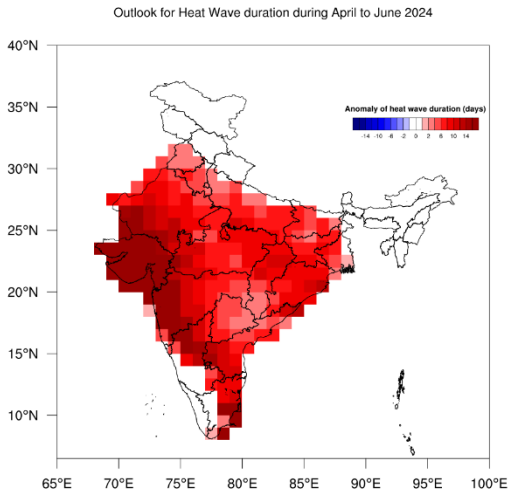 Outlook for Heat Wave duration during April to June 2024
40°N
35°N
Anomaly of heat wave duration (days)
-14 -10 -8 -2 2 6 8 10 14
30°N
25°N
20°N
15°N
10°N
65°E 70°E 75°E 80°E 85°E 90°E 95°E 100°E